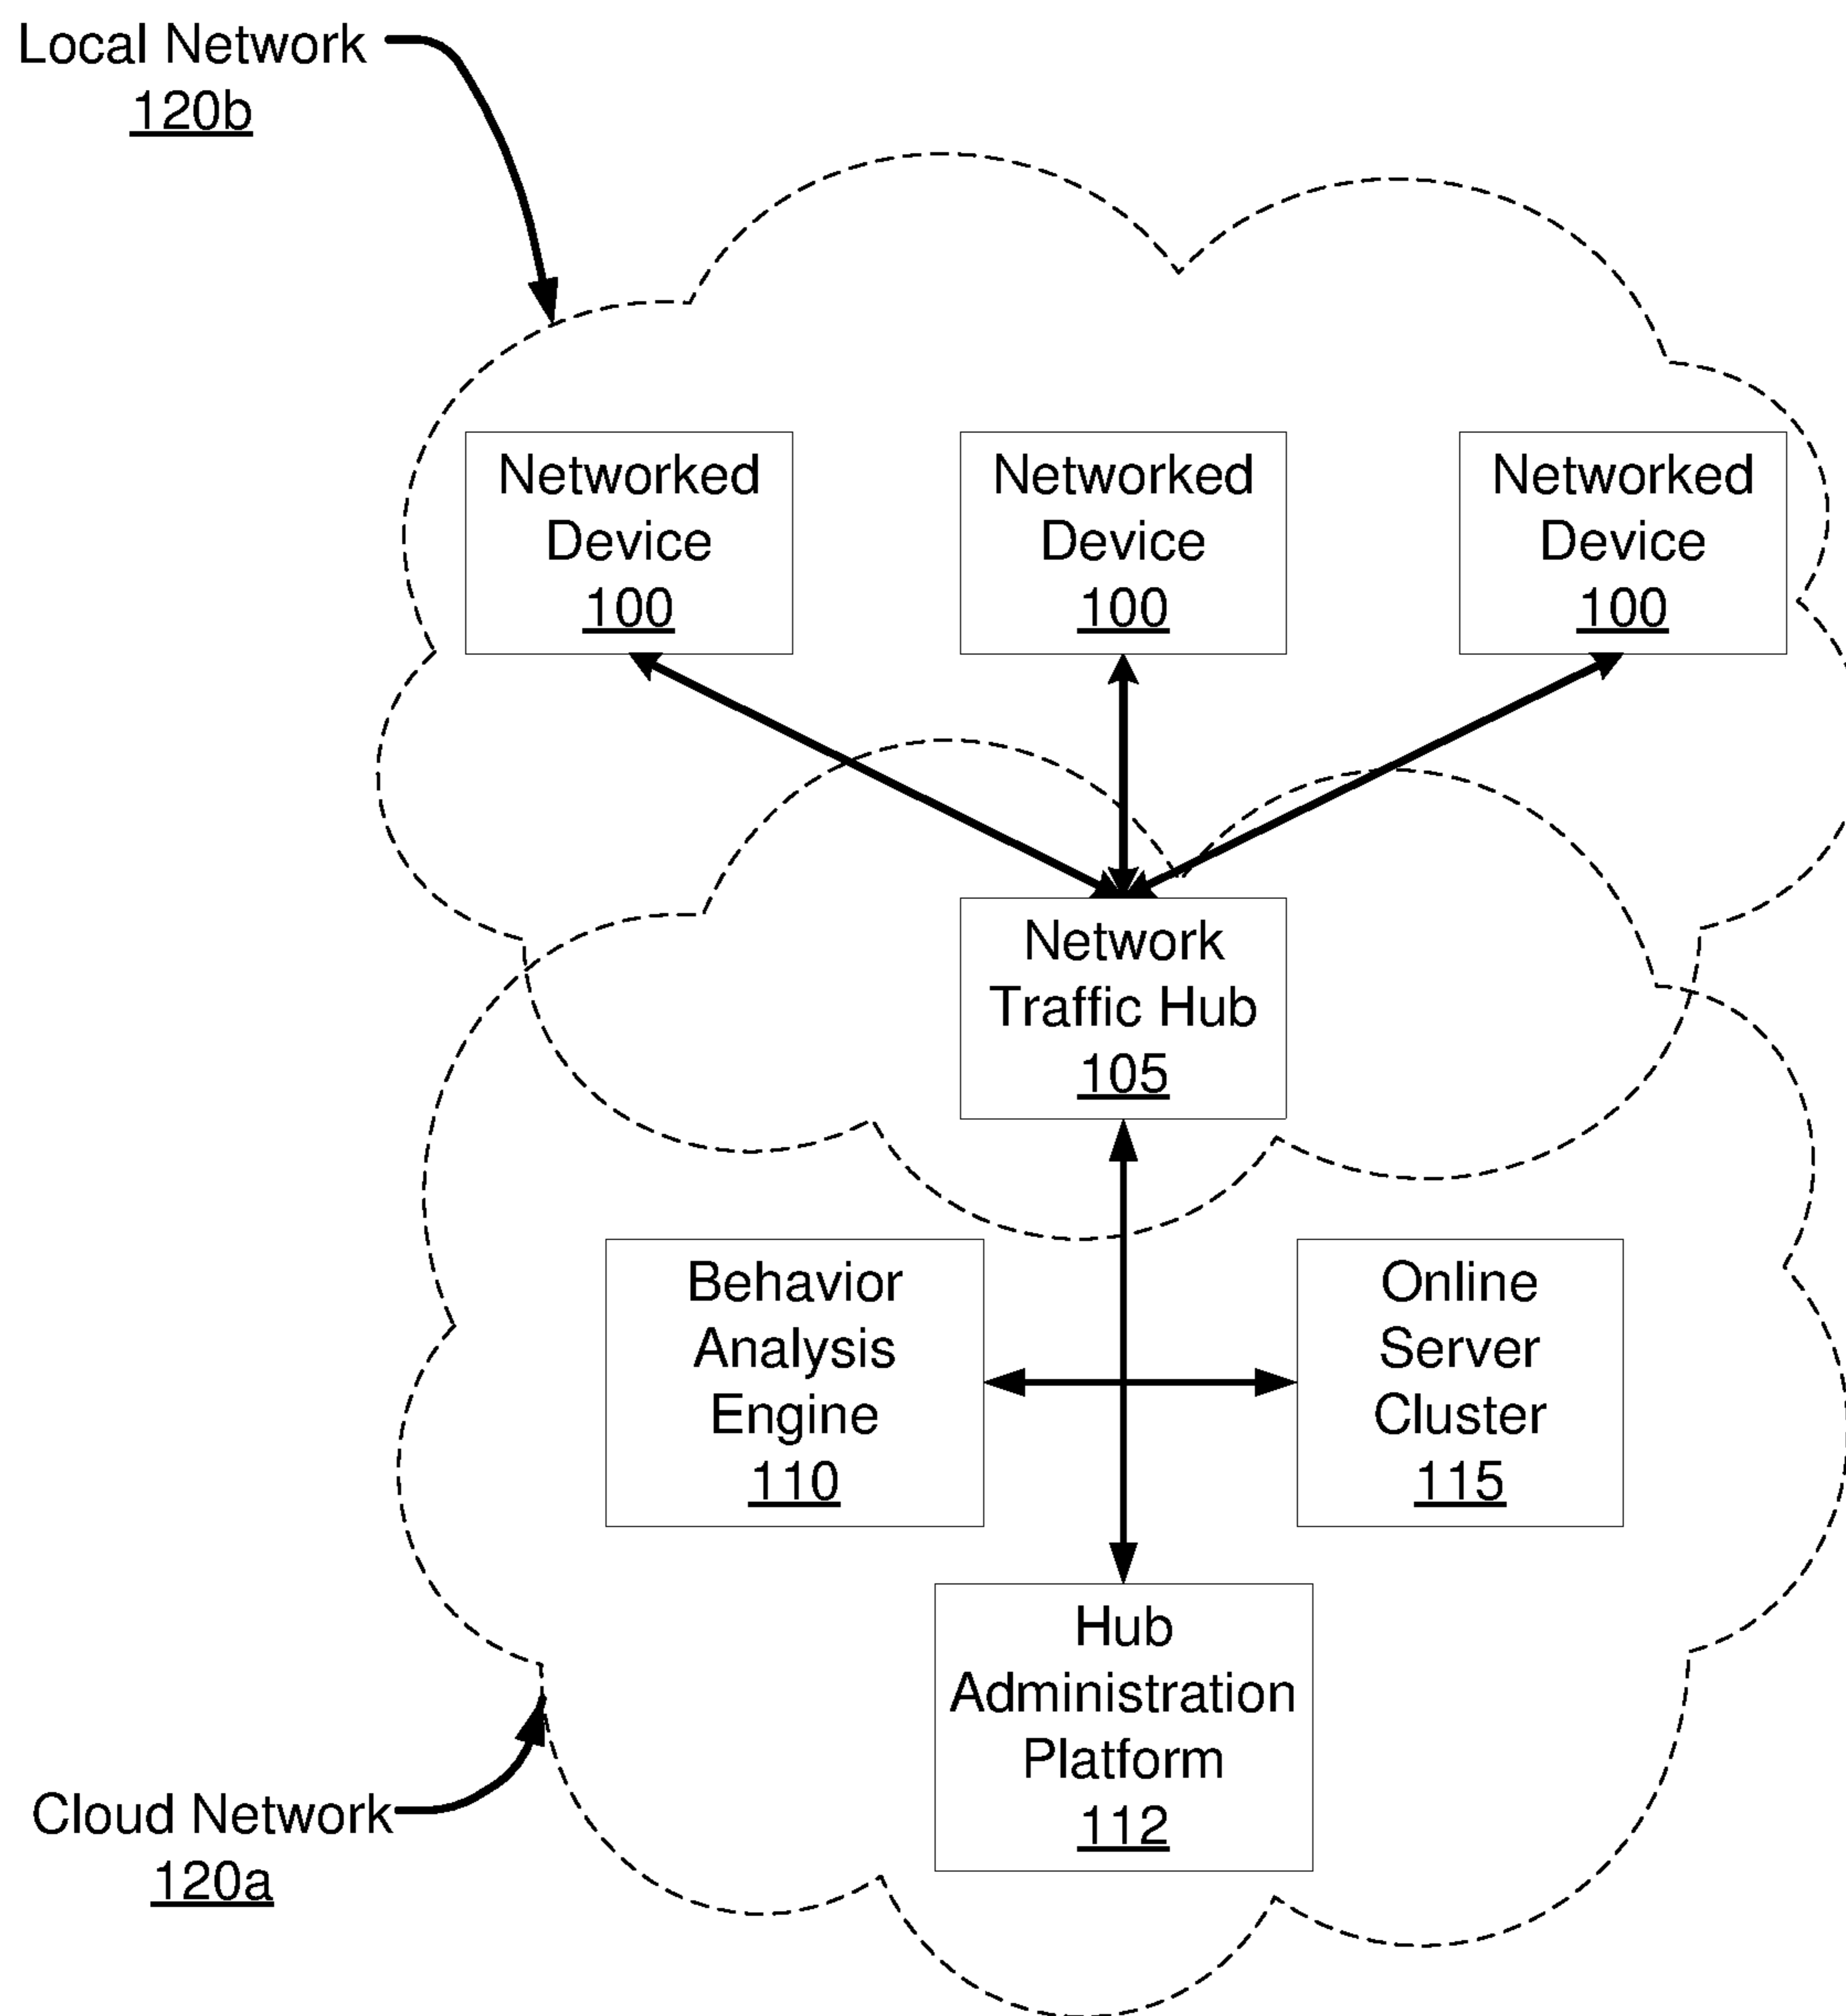 Local Network
120b
Networked
Device
100
Networked
Device
100
Networked
Device
100
Network
Traffic Hub
105
Behavior
Analysis
Engine
110
Online
Server
Cluster
115
Hub
Administration
Platform
112
Cloud Network
120a